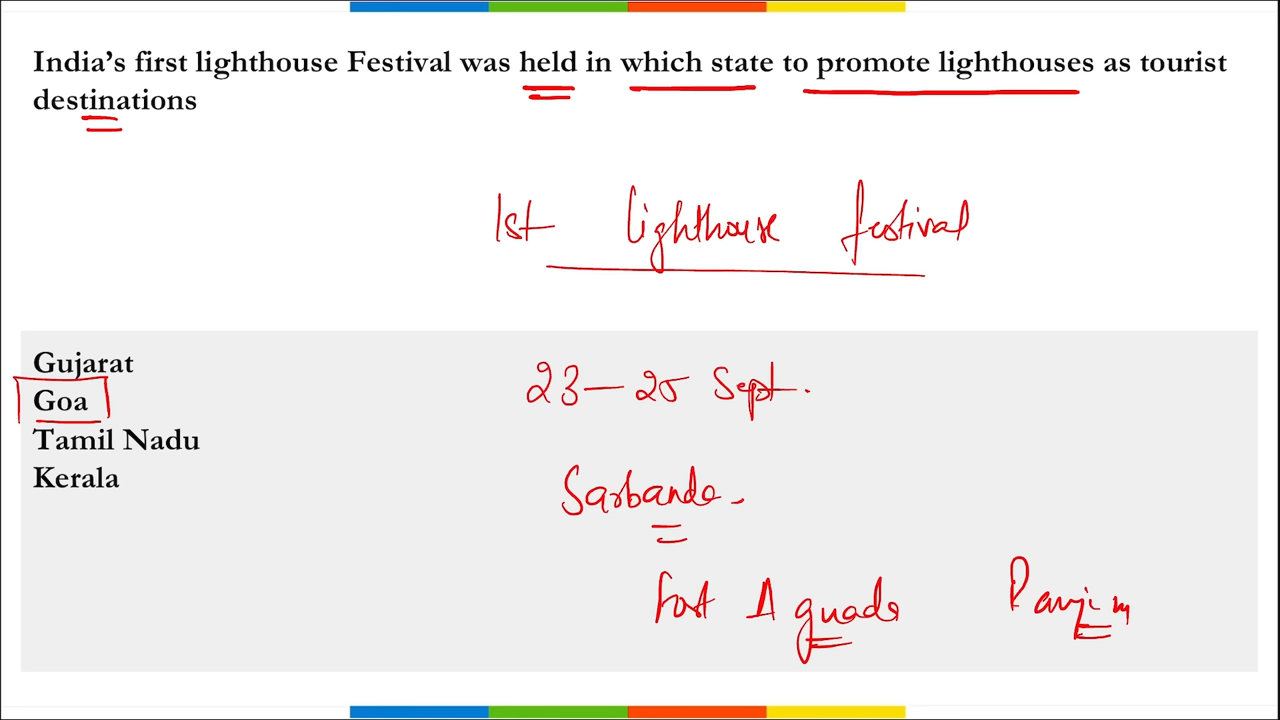 India's first lighthouse Festival was held in which state to promote lighthouses as tourist
destinations
1st lighthouse festival
Gujarat
Goa
Tamil Nadu
Kerala
23 – 25 Sept.
Sarbanda
Fort Aguada Panjim